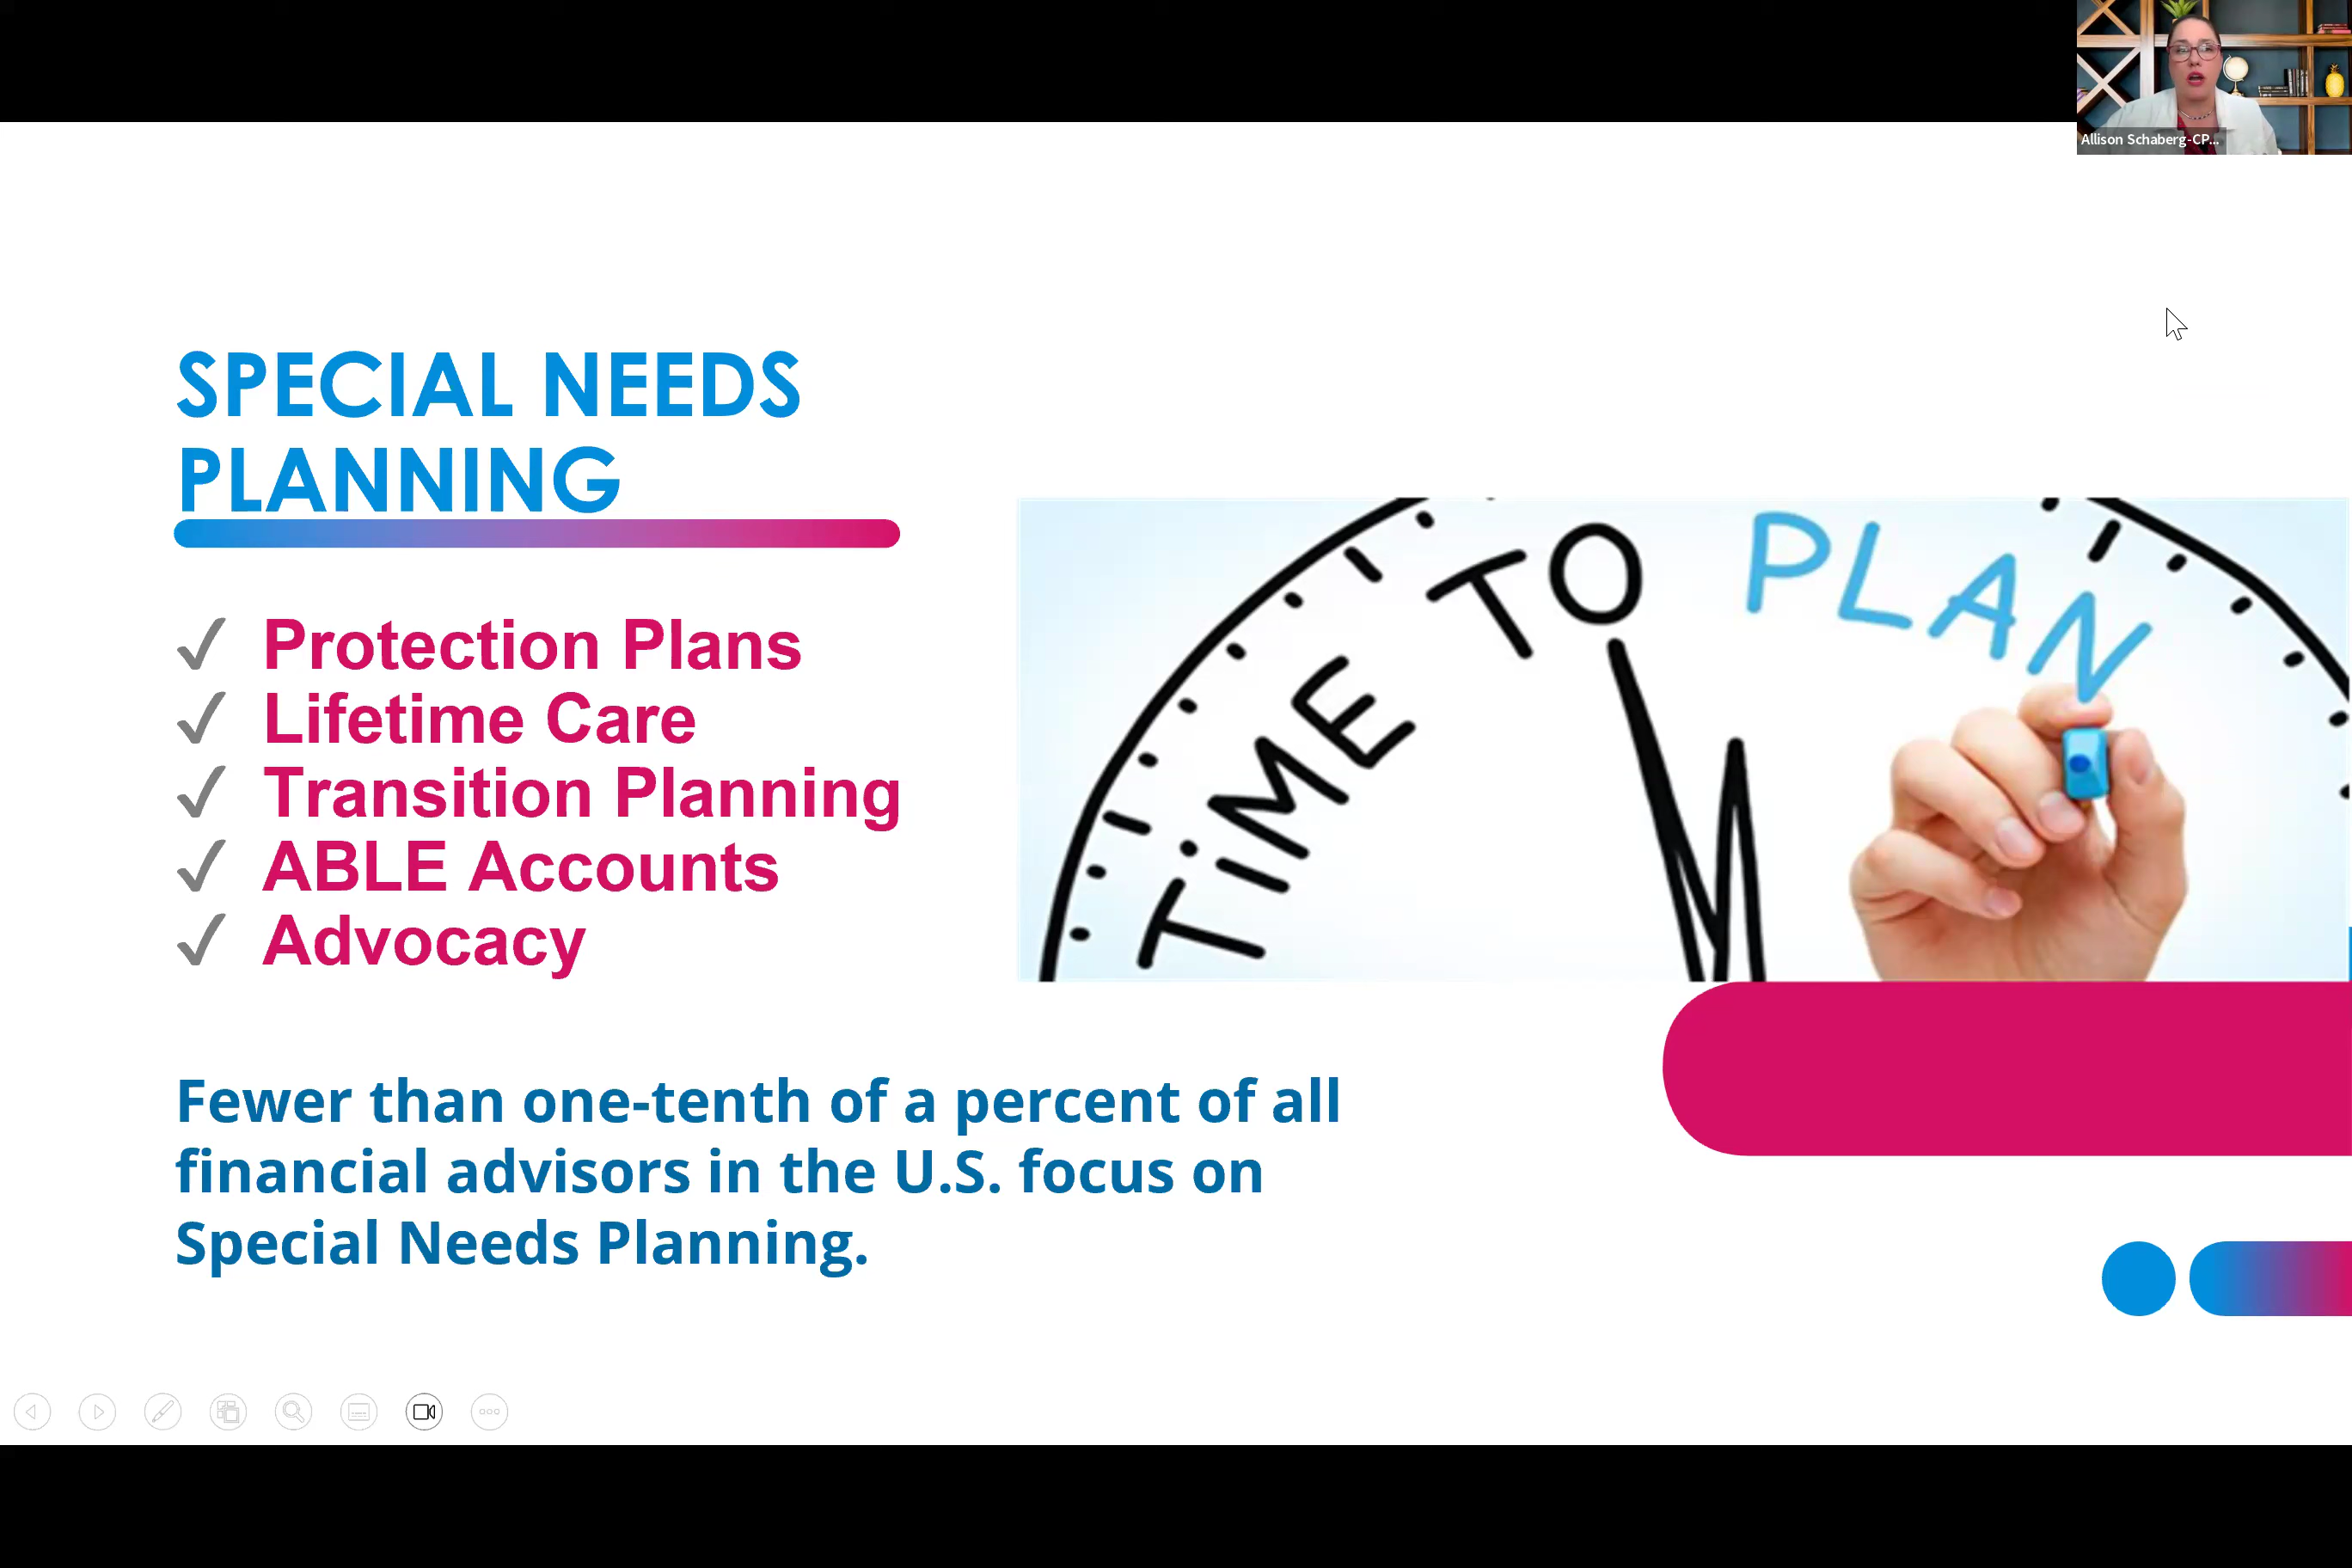 Allison Schaberg-CP...
SPECIAL NEEDS
PLANNING
✓ Protection Plans
✓ Lifetime Care
✓ Transition Planning
✓ ABLE Accounts
✓ Advocacy
TiME TO PLAN
Fewer than one-tenth of a percent of all
financial advisors in the U.S. focus on
Special Needs Planning.